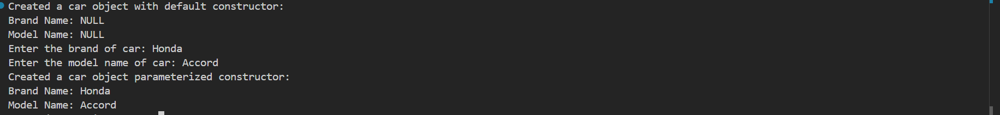 Created a car object with default constructor:
Brand Name: NULL
Model Name: NULL
Enter the brand of car: Honda
Enter the model name of car: Accord
Created a car object parameterized constructor:
Brand Name: Honda
Model Name: Accord